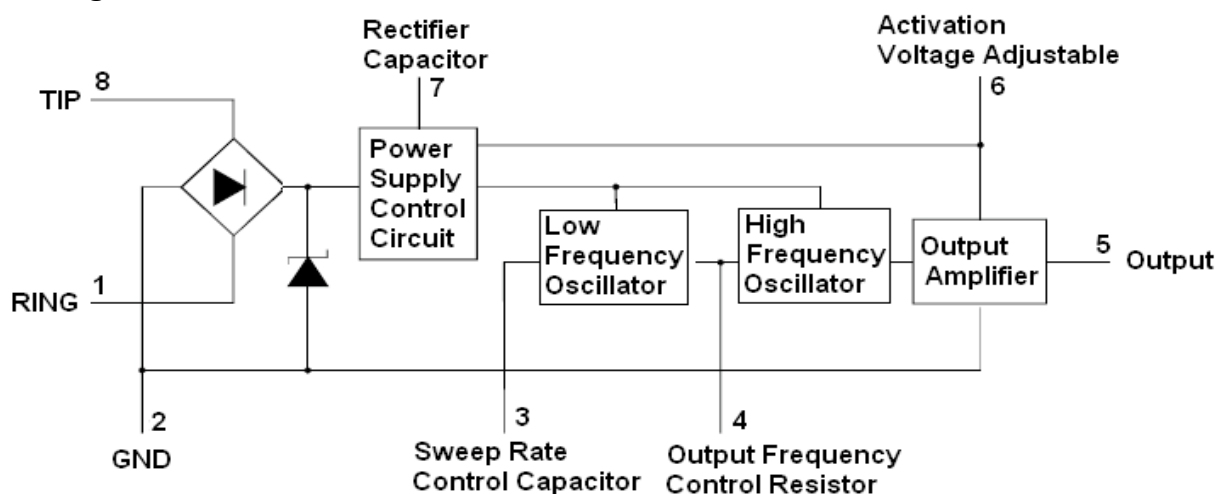 Rectifier
Capacitor
7
Activation
Voltage Adjustable
6
TIP
8
Power
Supply
Control
Circuit
Low
Frequency
Oscillator
High
Frequency
Oscillator
Output
Amplifier
5
Output
RING
1
2
GND
3
Sweep Rate
Control Capacitor
4
Output Frequency
Control Resistor